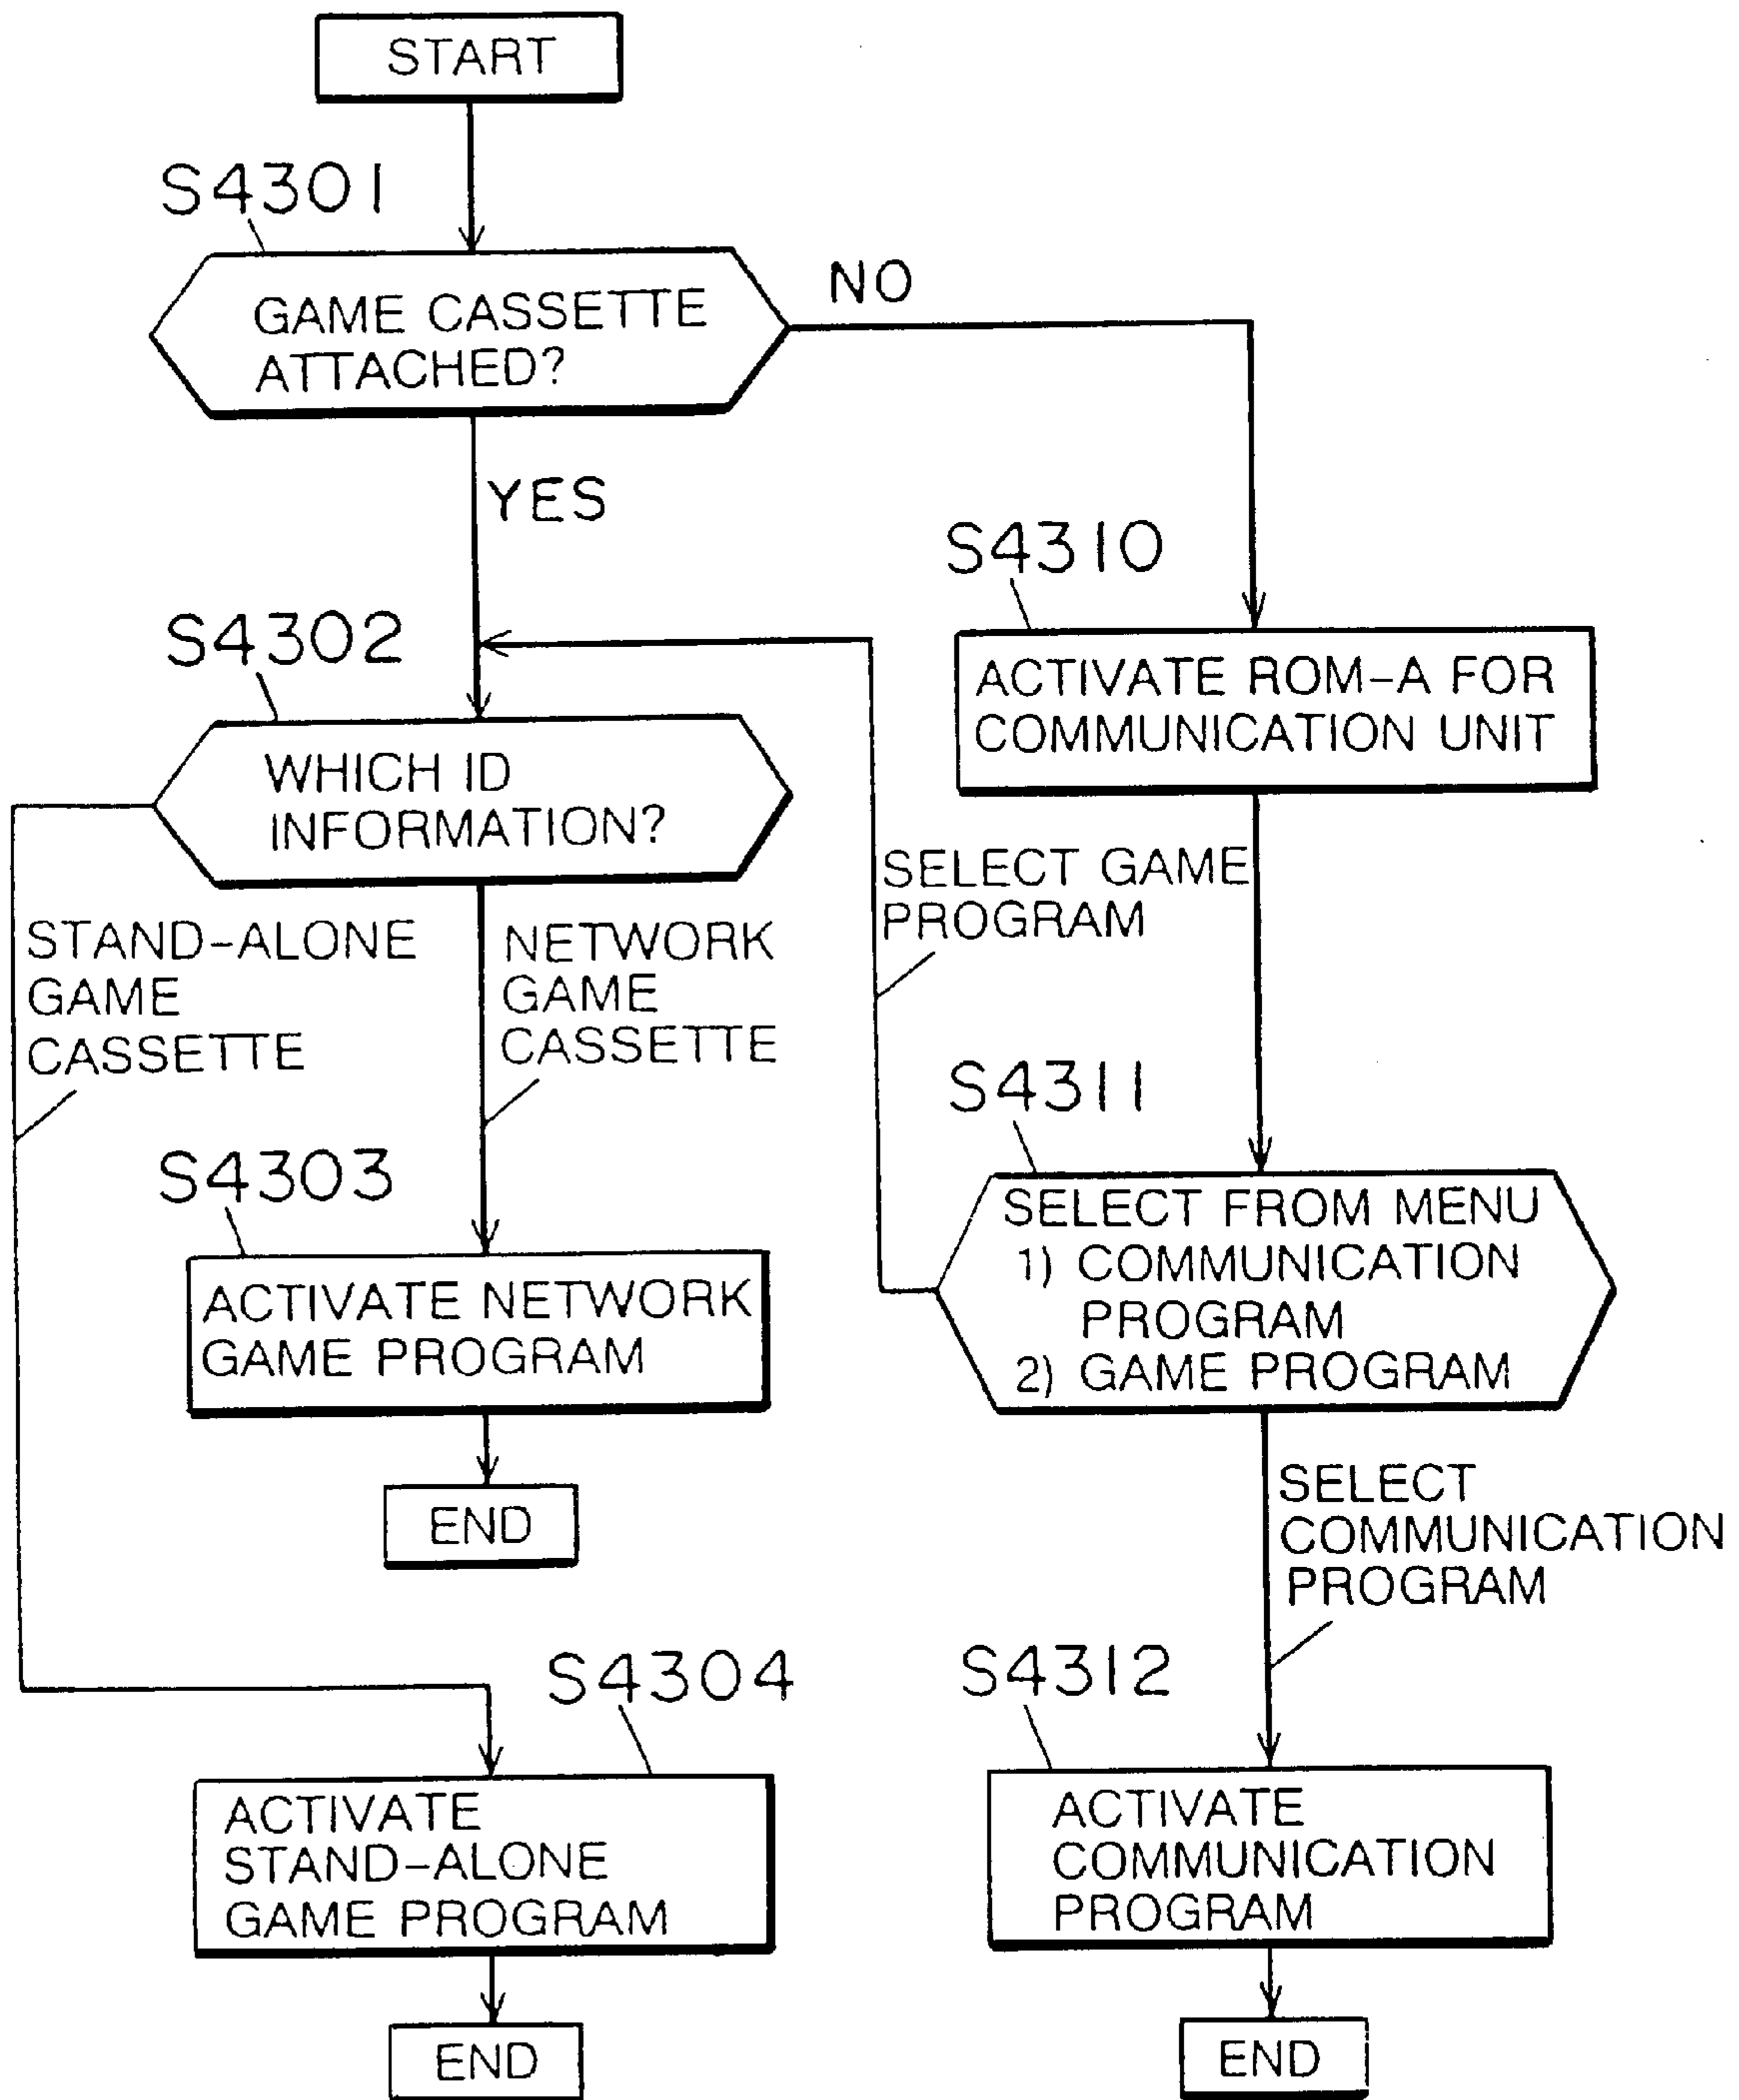 START
S4301
GAME CASSETTE
ATTACHED?
NO
YES
S4310
ACTIVATE ROM-A FOR
COMMUNICATION UNIT
S4302
WHICH ID
INFORMATION?
SELECT GAME
PROGRAM
STAND-ALONE
GAME
CASSETTE
NETWORK
GAME
CASSETTE
S4311
SELECT FROM MENU
1) COMMUNICATION
PROGRAM
2) GAME PROGRAM
S4303
ACTIVATE NETWORK
GAME PROGRAM
END
SELECT
COMMUNICATION
PROGRAM
S4304
ACTIVATE
STAND-ALONE
GAME PROGRAM
END
S4312
ACTIVATE
COMMUNICATION
PROGRAM
END